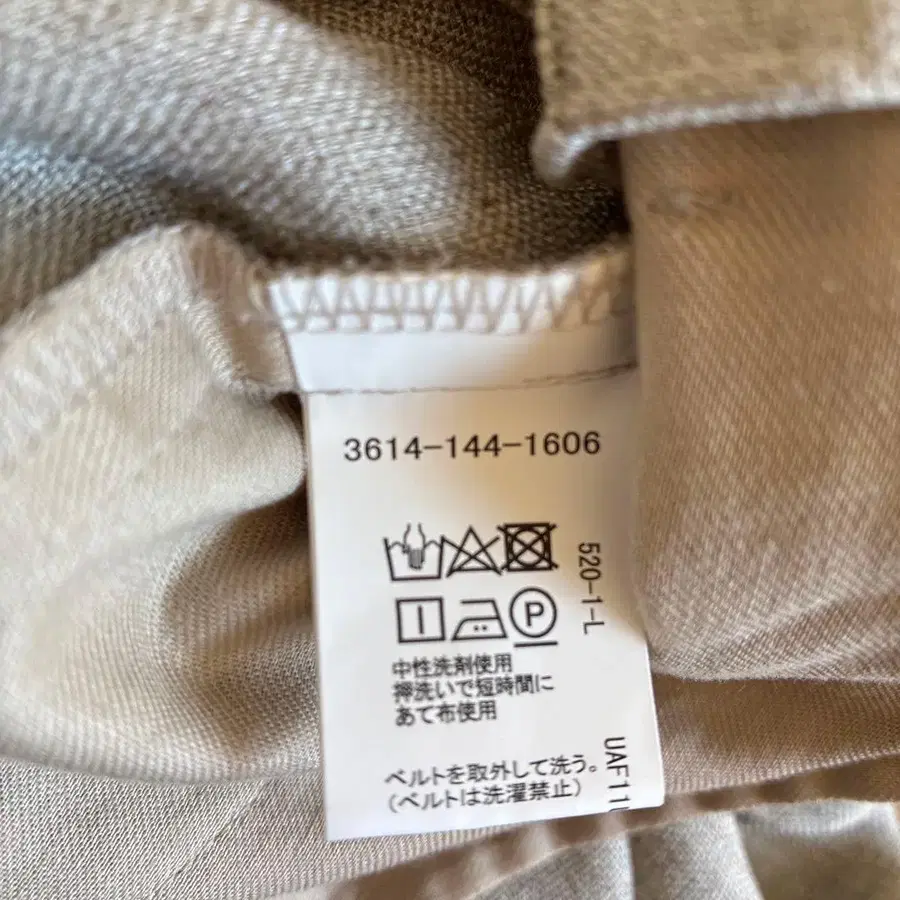 3614-144-1606
520-1-L
P
中性洗剤使用
押洗いで短時間に
あて布使用
ベルトを取外して洗う。
(ベルトは洗濯禁止)
UAF11